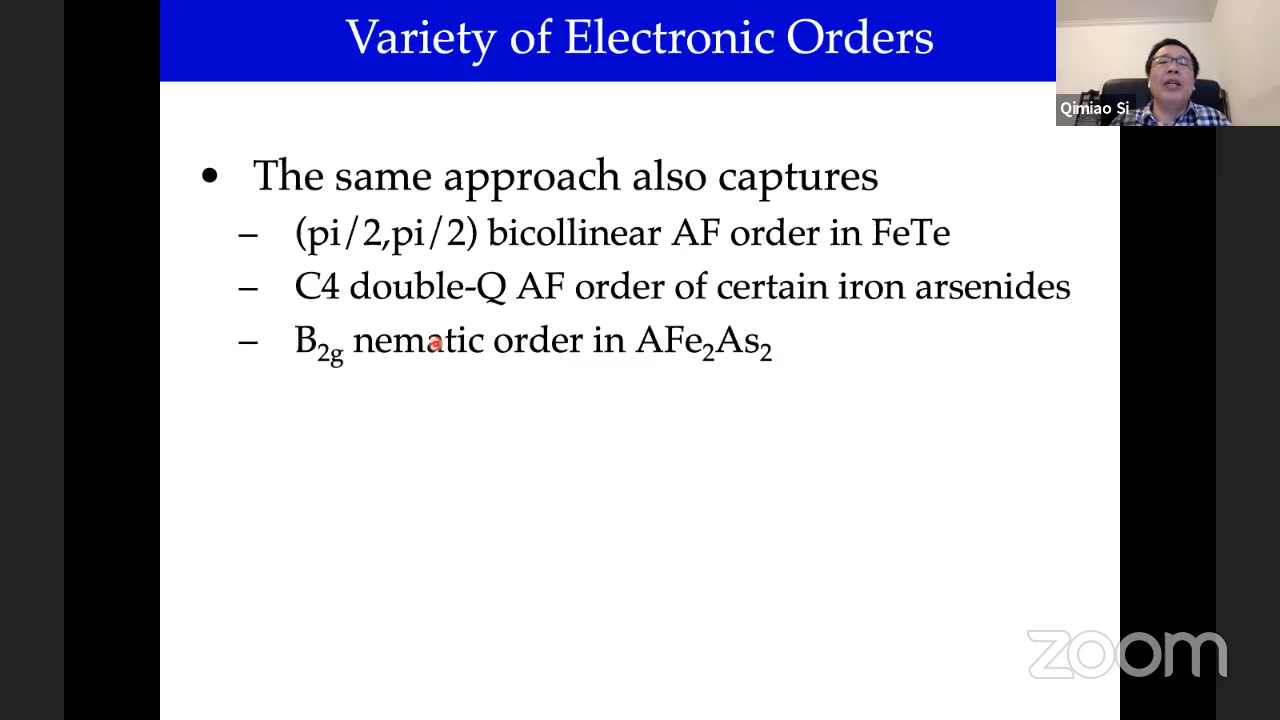 Variety of Electronic Orders
Qimiao Si
• The same approach also captures
– (pi/2,pi/2) bicollinear AF order in FeTe
– C4 double-Q AF order of certain iron arsenides
– B₂g nematic order in AFe₂As₂
zoom